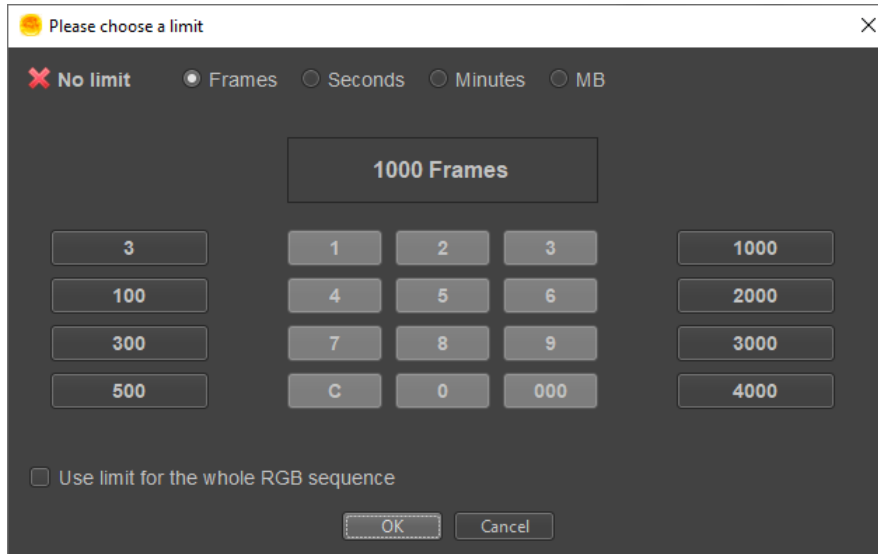 Please choose a limit
No limit Frames Seconds Minutes MB
1000 Frames
3 1 2 3 1000
100 4 5 6 2000
300 7 8 9 3000
500 C 0 000 4000
Use limit for the whole RGB sequence
OK Cancel